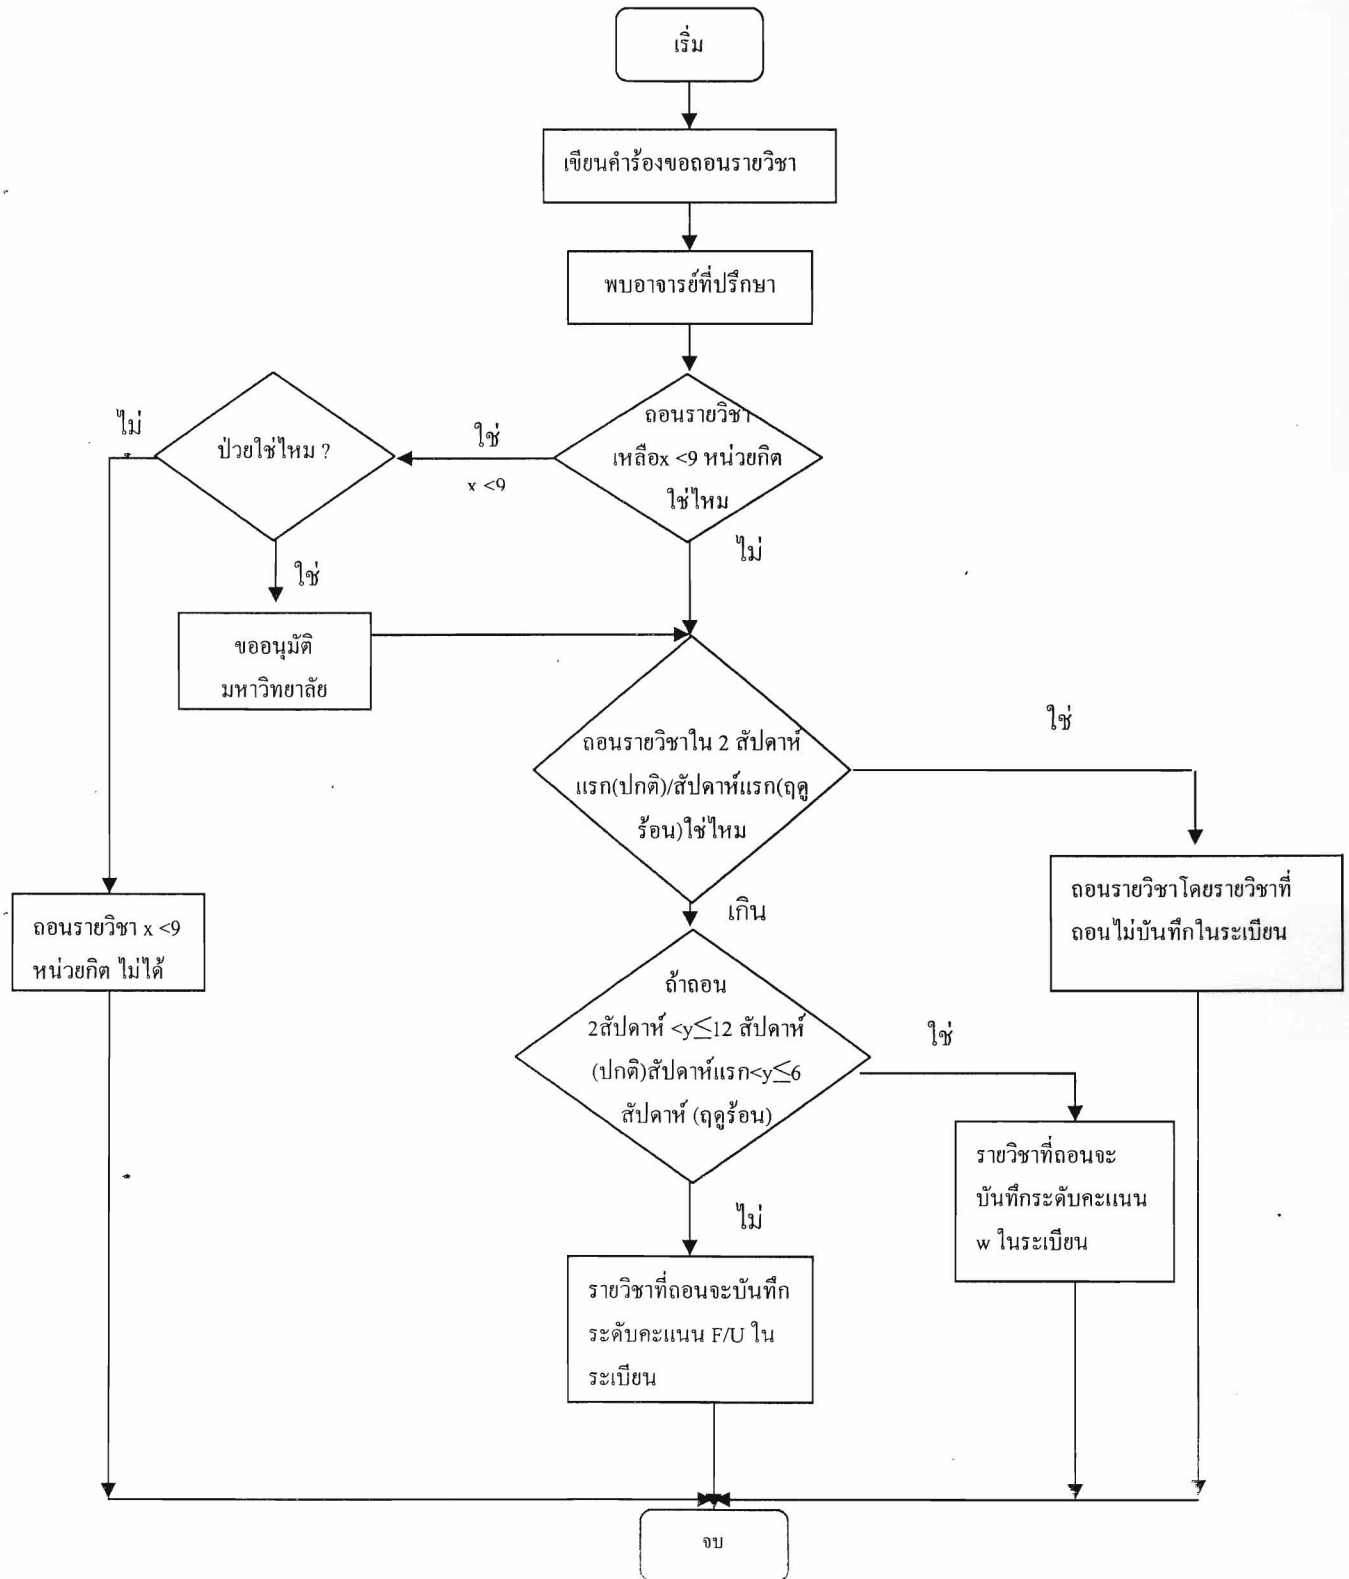 เริ่ม
เขียนคำร้องขอถอนรายวิชา
พบอาจารย์ที่ปรึกษา
ถอนรายวิชา
เหลือx <9 หน่วยกิต
ใช่ไหม
ใช่
x <9
ป่วยใช่ไหม ?
ไม่
ใช่
ไม่
ขออนุมัติ
มหาวิทยาลัย
ถอนรายวิชาใน 2 สัปดาห์
แรก(ปกติ)/สัปดาห์แรก(ฤดู
ร้อน)ใช่ไหม
ใช่
ถอนรายวิชาโดยรายวิชาที่
ถอนไม่บันทึกในระเบียน
ถอนรายวิชา x <9
หน่วยกิต ไม่ได้
เกิน
ถ้าถอน
2สัปดาห์ <y≤12 สัปดาห์
(ปกติ)สัปดาห์แรก<y≤6
สัปดาห์ (ฤดูร้อน)
ใช่
รายวิชาที่ถอนจะ
บันทึกระดับคะแนน
w ในระเบียน
ไม่
รายวิชาที่ถอนจะบันทึก
ระดับคะแนน F/U ใน
ระเบียน
จบ